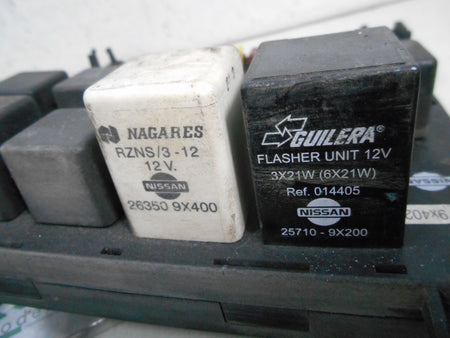 NAGARES
RZNS/3-12
12 V.
NISSAN
26350 9X400
GUILERA®
FLASHER UNIT 12V
3X21W (6X21W)
Ref. 014405
NISSAN
25710 - 9X200
9x402